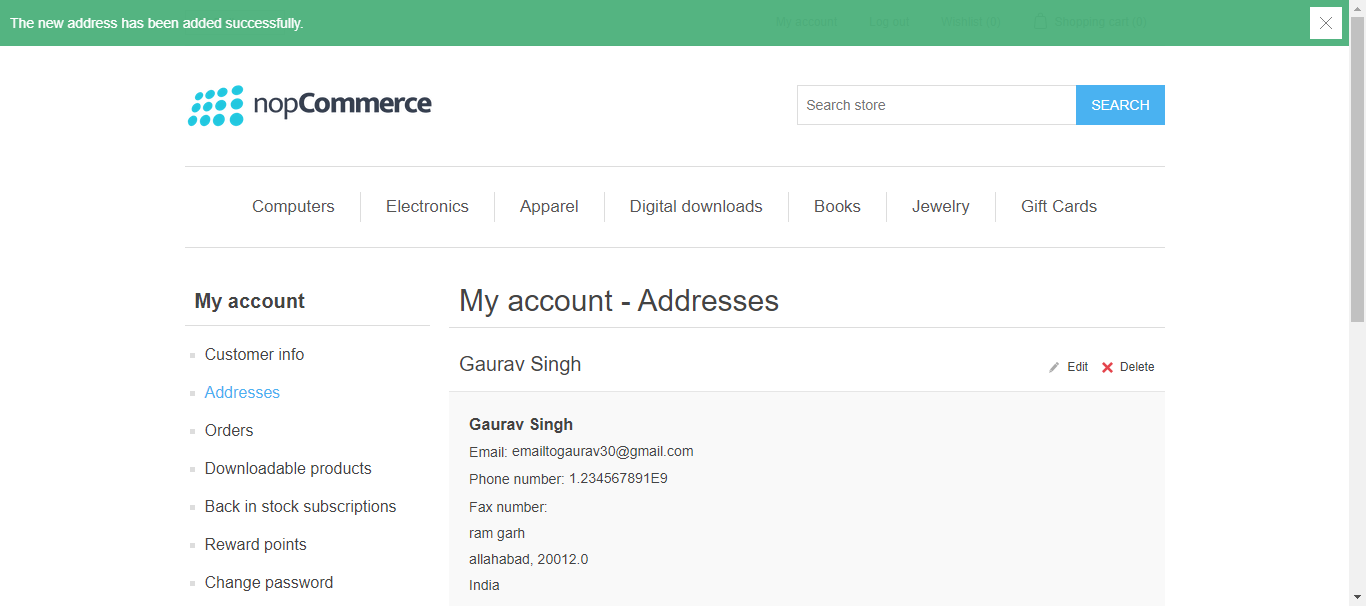 The new address has been added successfully.
My account Log out Wishlist (0) Shopping cart (0)
nopCommerce
Search store SEARCH
Computers Electronics Apparel Digital downloads Books Jewelry Gift Cards
My account
Customer info
Addresses
Orders
Downloadable products
Back in stock subscriptions
Reward points
Change password
My account - Addresses
Gaurav Singh Edit Delete
Gaurav Singh
Email: emailtogaurav30@gmail.com
Phone number: 1.234567891E9
Fax number:
ram garh
allahabad, 20012.0
India